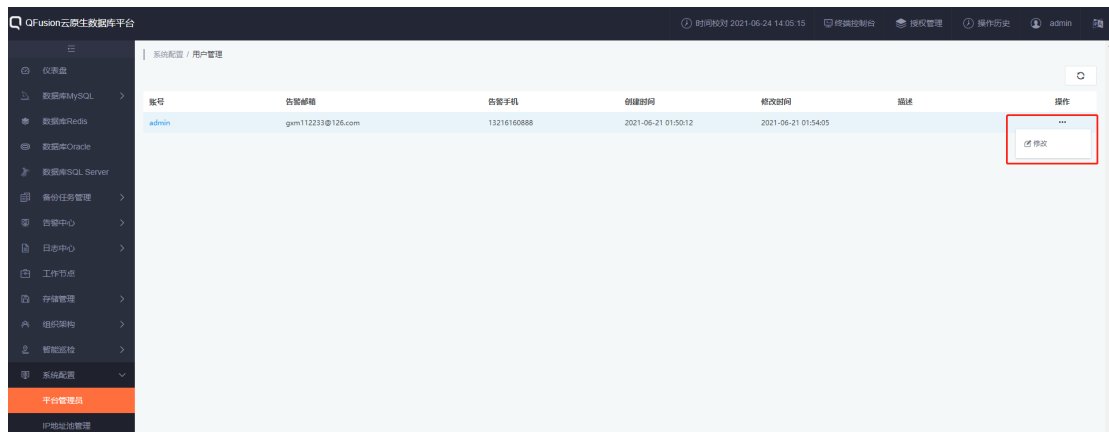 QFusion云原生数据库平台
时间校对 2021-06-24 14:05:15 终端控制台 授权管理 操作历史 admin
系统配置 / 用户管理
仪表盘
数据库MySQL
数据库Redis
数据库Oracle
数据库SQL Server
备份任务管理
告警中心
日志中心
工作节点
存储管理
组织架构
智能巡检
系统配置
平台管理员
IP地址池管理
账号 告警邮箱 告警手机 创建时间 修改时间 描述 操作
admin gxm112233@126.com 13216160888 2021-06-21 01:50:12 2021-06-21 01:54:05 •••
修改